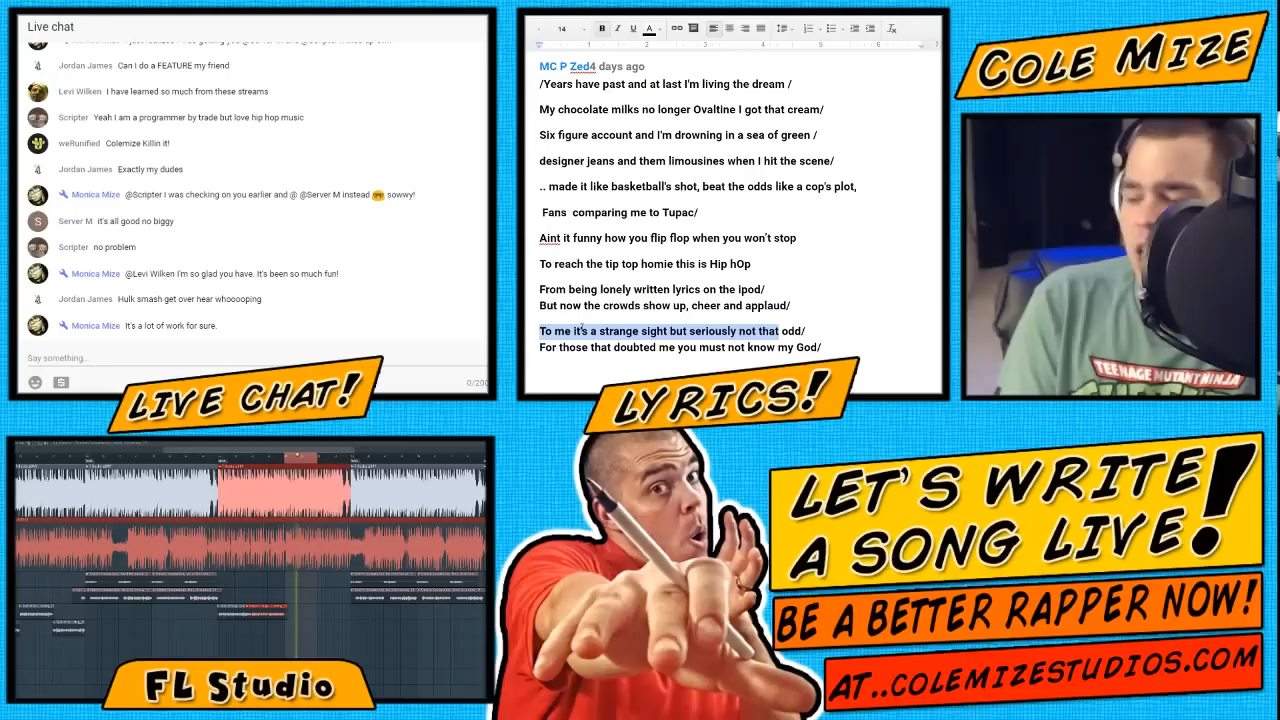 Live chat
Jordan James Can I do a FEATURE my friend
Levi Wilken I have learned so much from these streams
Scripter Yeah I am a programmer by trade but love hip hop music
weRunified Colemize Killin it!
Jordan James Exactly my dudes
Monica Mize @Scripter I was checking on you earlier and @ @Server M instead sowwy!
S
Server M it's all good no biggy
Scripter no problem
Monica Mize @Levi Wilken I'm so glad you have. It's been so much fun!
Jordan James Hulk smash get over hear whooooping
Monica Mize It's a lot of work for sure.
Say something...
0/200
LIVE CHAT!
14 B I U A
1 2 3 4 5 6 7
MC P Zed4 days ago
/Years have past and at last I'm living the dream /
My chocolate milks no longer Ovaltine I got that cream/
Six figure account and I'm drowning in a sea of green /
designer jeans and them limousines when I hit the scene/
.. made it like basketball's shot, beat the odds like a cop's plot,
Fans comparing me to Tupac/
Aint it funny how you flip flop when you won't stop
To reach the tip top homie this is Hip hOp
From being lonely written lyrics on the ipod/
But now the crowds show up, cheer and applaud/
To me it's a strange sight but seriously not that odd/
For those that doubted me you must not know my God/
LYRICS!
COLE MIZE
TEENAGE MUTANT NINJA
FL Studio
LET'S WRITE
A SONG LIVE!
BE A BETTER RAPPER NOW!
AT..COLEMIZESTUDIOS.COM